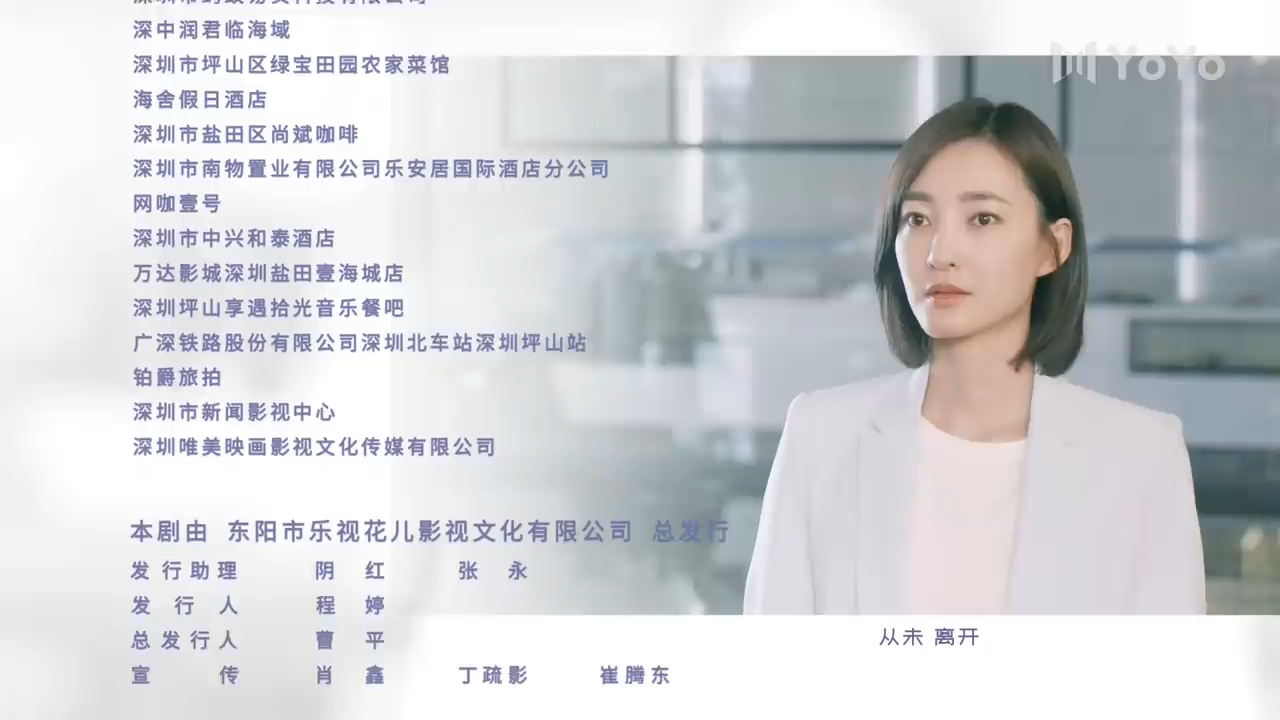 深中润君临海域
深圳市坪山区绿宝田园农家菜馆
海舍假日酒店
深圳市盐田区尚斌咖啡
深圳市南物置业有限公司乐安居国际酒店分公司
网咖壹号
深圳市中兴和泰酒店
万达影城深圳盐田壹海城店
深圳坪山享遇拾光音乐餐吧
广深铁路股份有限公司深圳北车站深圳坪山站
铂爵旅拍
深圳市新闻影视中心
深圳唯美映画影视文化传媒有限公司
YoYo
本剧由 东阳市乐视花儿影视文化有限公司 总发行
发行助理 阴红 张永
发行人 程婷
总发行人 曹平
宣传 肖鑫 丁疏影 崔腾东
从未 离开